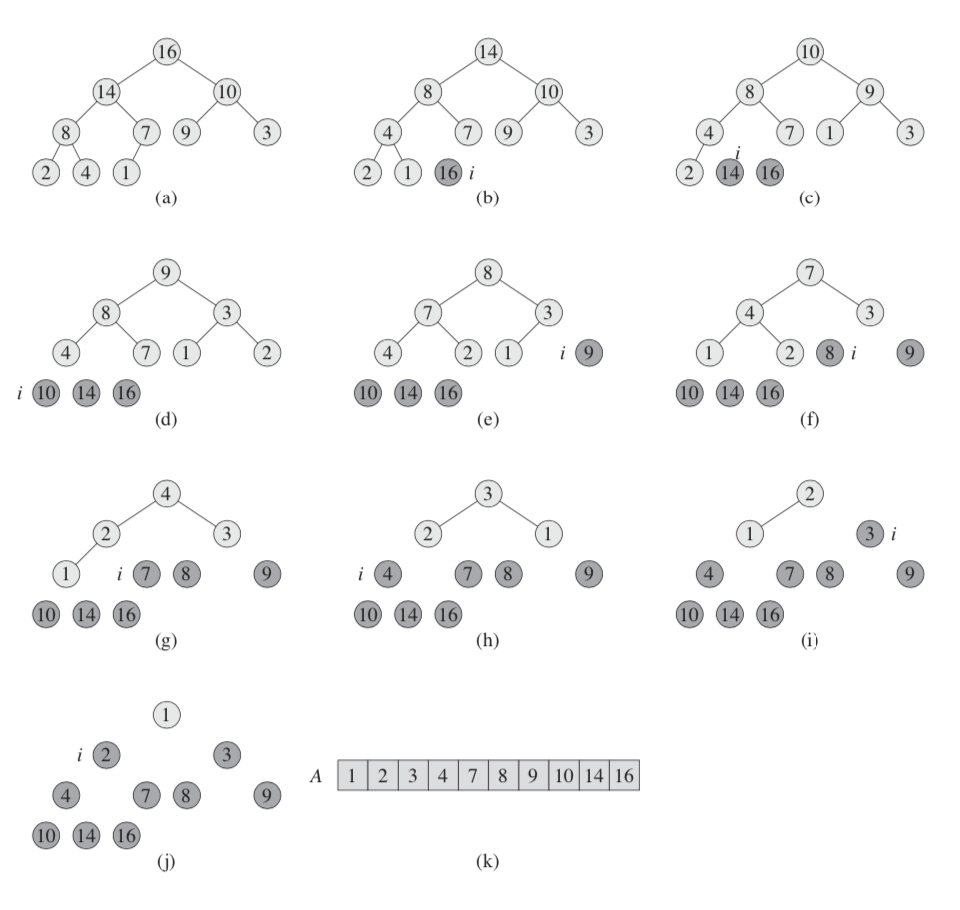 16 14 10
14 10 8 10 8 9
8 7 9 3 4 7 9 3 4 7 1 3
2 4 1 2 1 16 i 2 i 14 16
(a) (b) (c)
9 8 7
8 3 7 3 4 3
4 7 1 2 4 2 1 i 9 1 2 8 i 9
i 10 14 16 10 14 16 10 14 16
(d) (e) (f)
4 3 2
2 3 2 1 1 3 i
1 i 7 8 9 i 4 7 8 9 4 7 8 9
10 14 16 10 14 16 10 14 16
(g) (h) (i)
1
i 2 3
A 1 2 3 4 7 8 9 10 14 16
4 7 8 9
10 14 16
(j) (k)